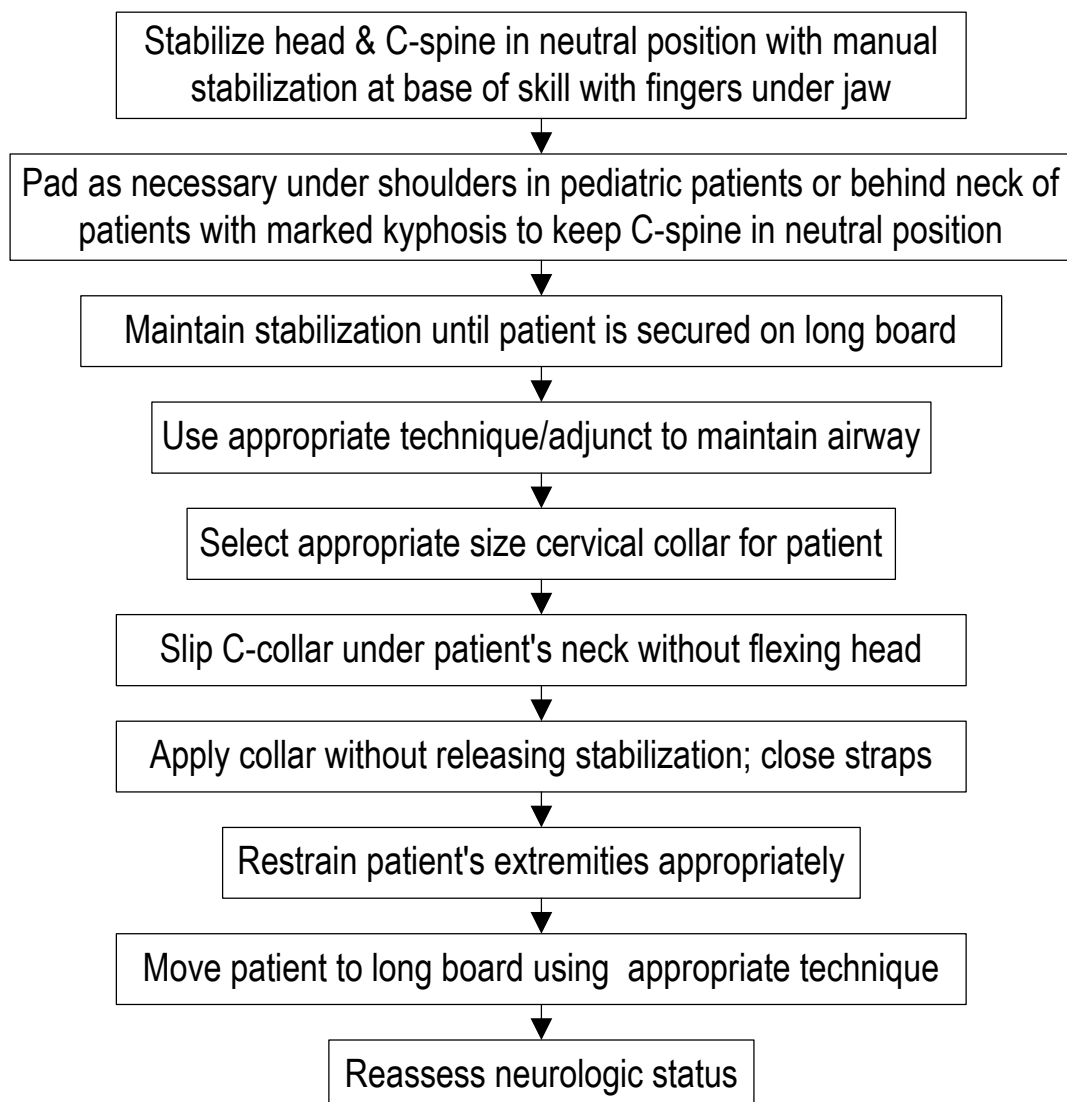 Stabilize head & C-spine in neutral position with manual
stabilization at base of skill with fingers under jaw
Pad as necessary under shoulders in pediatric patients or behind neck of
patients with marked kyphosis to keep C-spine in neutral position
Maintain stabilization until patient is secured on long board
Use appropriate technique/adjunct to maintain airway
Select appropriate size cervical collar for patient
Slip C-collar under patient's neck without flexing head
Apply collar without releasing stabilization; close straps
Restrain patient's extremities appropriately
Move patient to long board using  appropriate technique
Reassess neurologic status